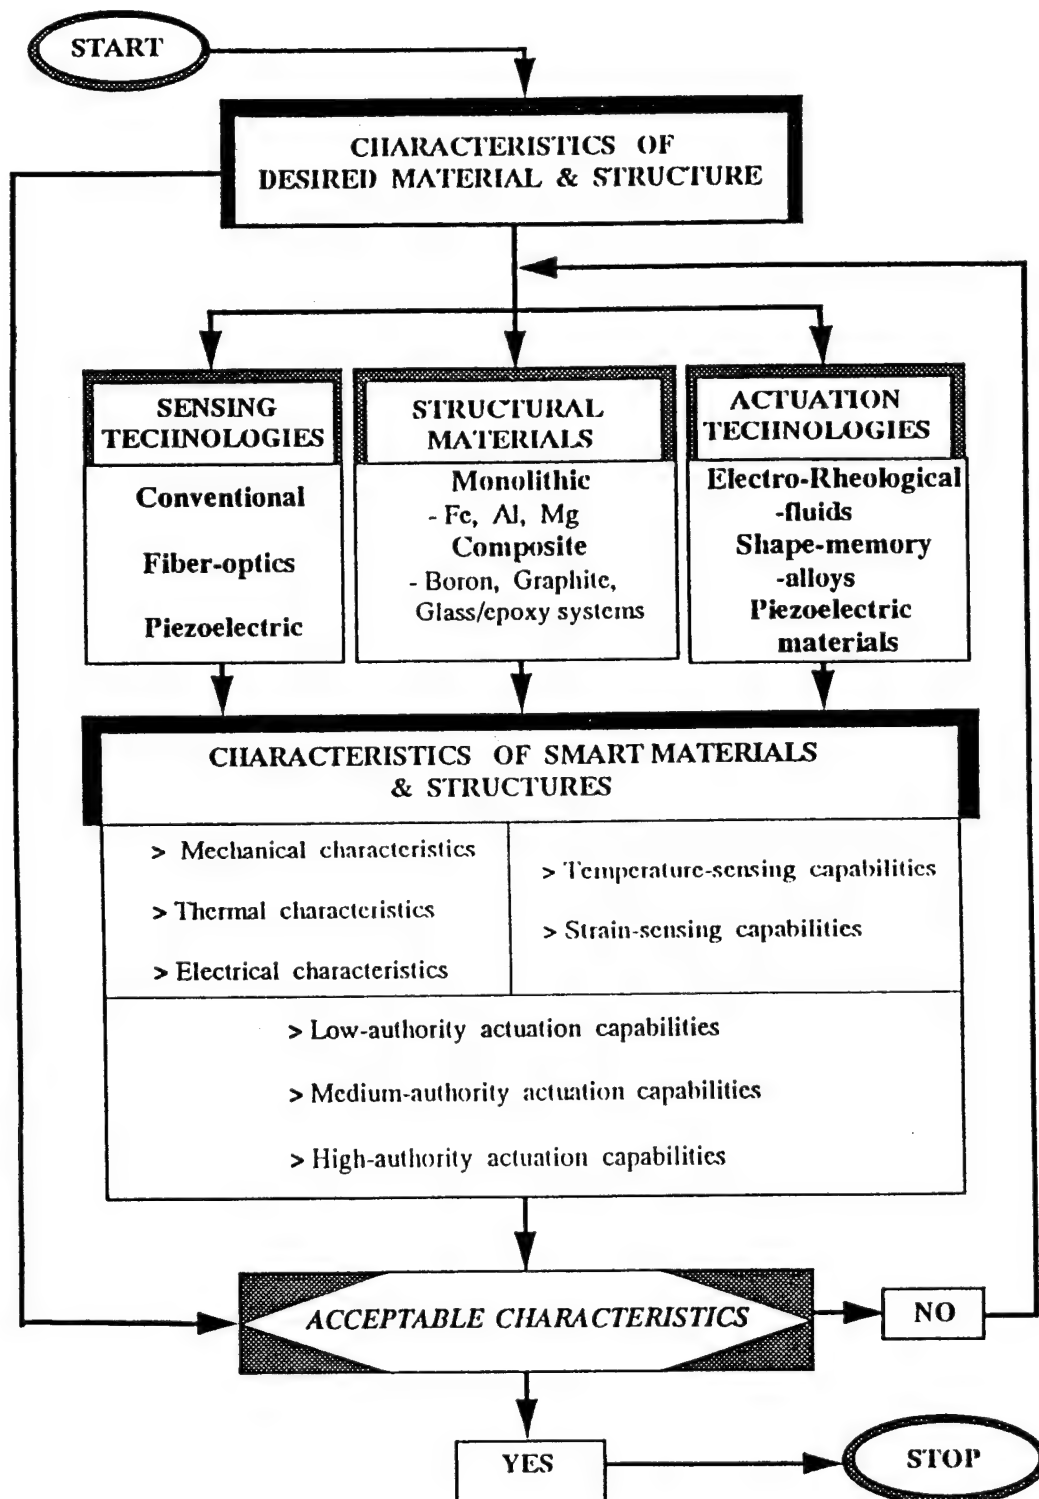 START
CHARACTERISTICS OF
DESIRED MATERIAL & STRUCTURE
SENSING
TECHNOLOGIES
Conventional
Fiber-optics
Piezoelectric
STRUCTURAL
MATERIALS
Monolithic
- Fe, Al, Mg
Composite
- Boron, Graphite,
Glass/epoxy systems
ACTUATION
TECHNOLOGIES
Electro-Rheological
-fluids
Shape-memory
-alloys
Piezoelectric
materials
CHARACTERISTICS OF SMART MATERIALS
& STRUCTURES
> Mechanical characteristics
> Thermal characteristics
> Electrical characteristics
> Temperature-sensing capabilities
> Strain-sensing capabilities
> Low-authority actuation capabilities
> Medium-authority actuation capabilities
> High-authority actuation capabilities
ACCEPTABLE CHARACTERISTICS
NO
YES
STOP